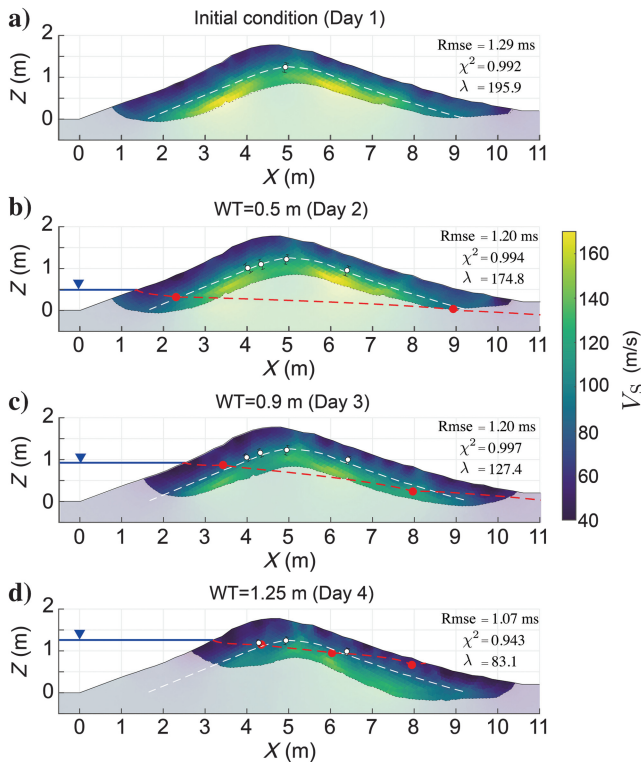 a)
Initial condition (Day 1)
Z (m)
2
1
0
Rmse = 1.29 ms
χ² = 0.992
λ = 195.9
0 1 2 3 4 5 6 7 8 9 10 11
X (m)
b)
WT=0.5 m (Day 2)
Z (m)
2
1
0
Rmse = 1.20 ms
χ² = 0.994
λ = 174.8
0 1 2 3 4 5 6 7 8 9 10 11
X (m)
c)
WT=0.9 m (Day 3)
Z (m)
2
1
0
Rmse = 1.20 ms
χ² = 0.997
λ = 127.4
0 1 2 3 4 5 6 7 8 9 10 11
X (m)
d)
WT=1.25 m (Day 4)
Z (m)
2
1
0
Rmse = 1.07 ms
χ² = 0.943
λ = 83.1
0 1 2 3 4 5 6 7 8 9 10 11
X (m)
160
140
120
100
80
60
40
V_S (m/s)